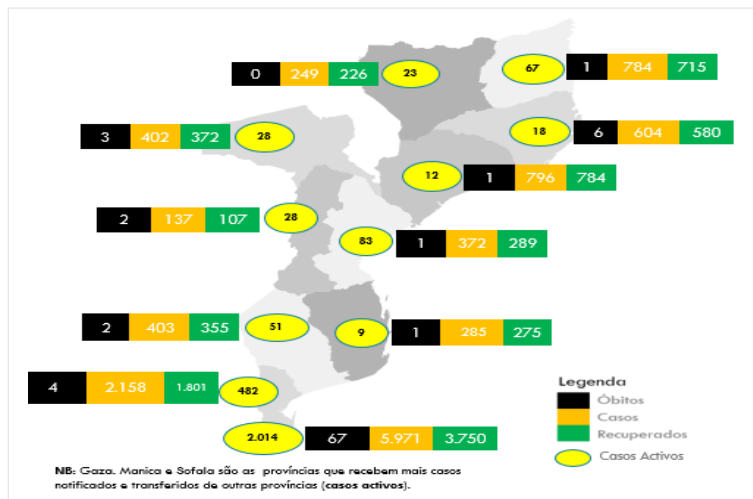 0 249 226 23
67 1 784 715
3 402 372 28
18 6 604 580
12 1 796 784
2 137 107 28
83 1 372 289
2 403 355 51
9 1 285 275
4 2.158 1.801 482
2.014 67 5.971 3.750
Legenda
Óbitos
Casos
Recuperados
Casos Activos
NB: Gaza. Manica e Sofala são as províncias que recebem mais casos
notificados e transferidos de outras províncias (casos activos).